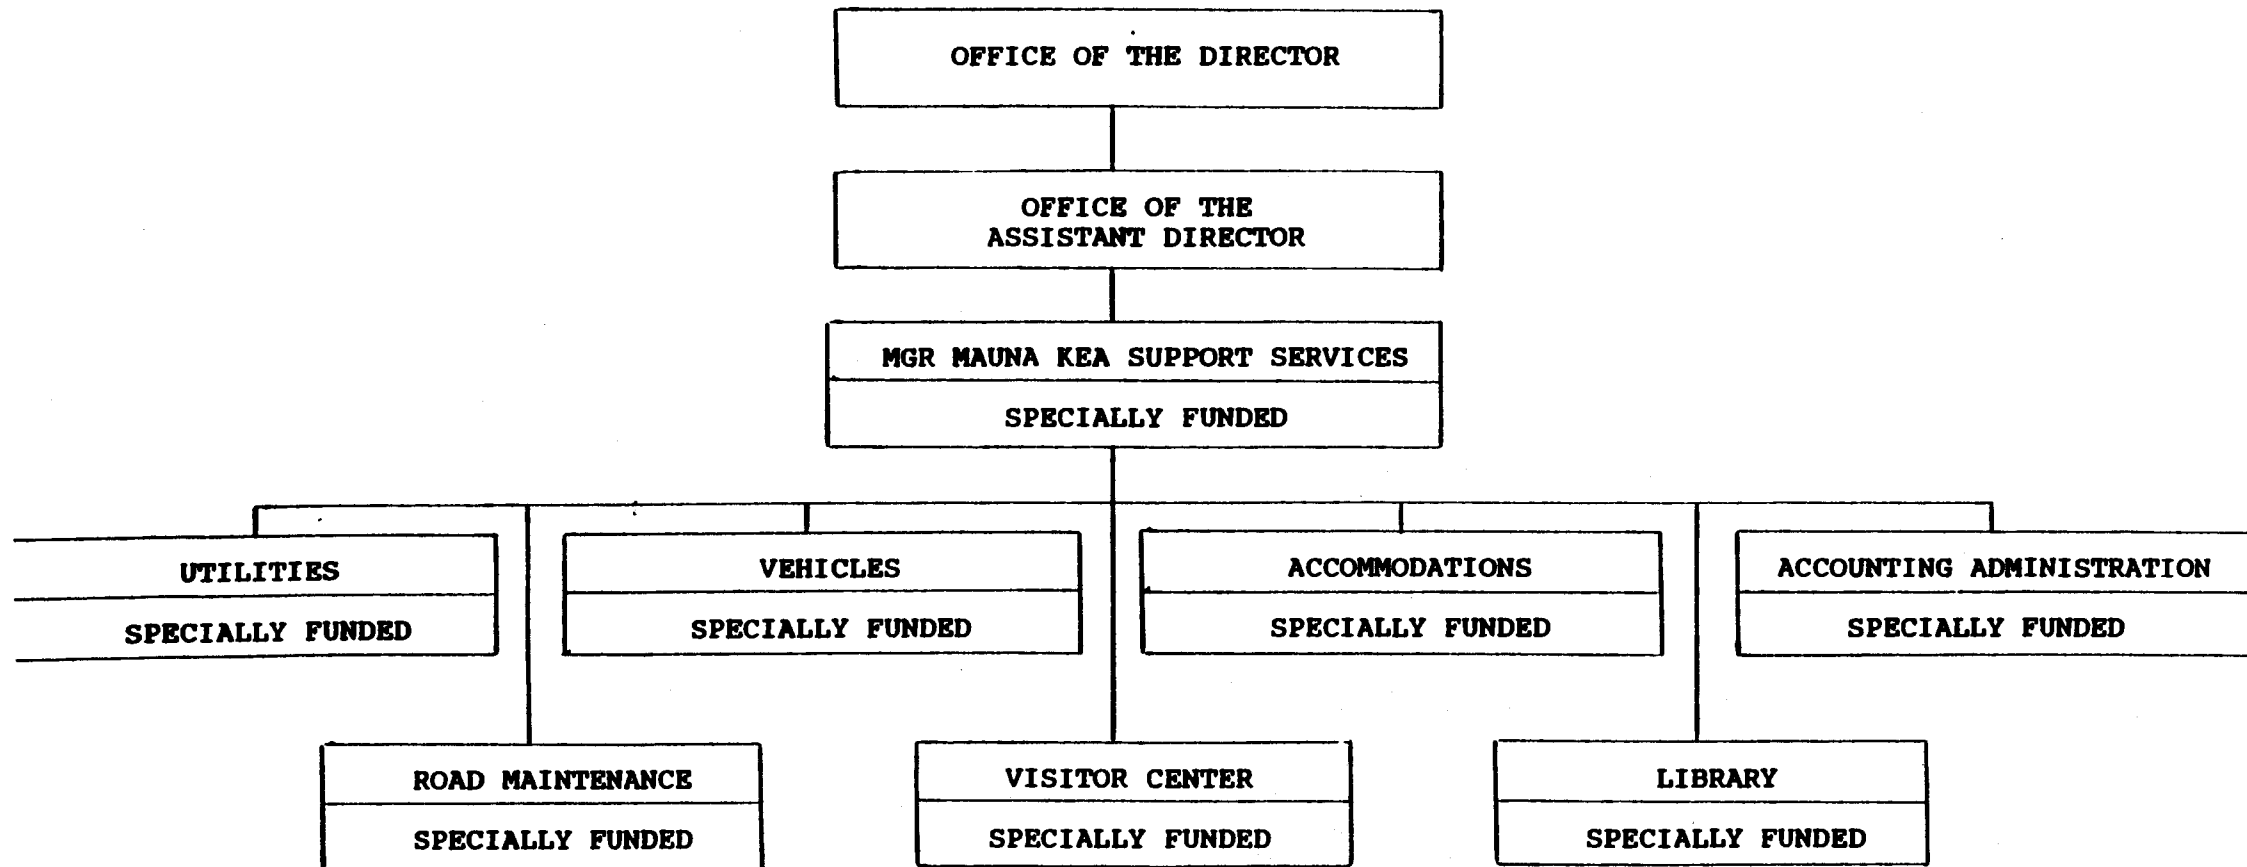 OFFICE OF THE DIRECTOR
OFFICE OF THE
ASSISTANT DIRECTOR
MGR MAUNA KEA SUPPORT SERVICES
SPECIALLY FUNDED
UTILITIES
SPECIALLY FUNDED
VEHICLES
SPECIALLY FUNDED
ACCOMMODATIONS
SPECIALLY FUNDED
ACCOUNTING ADMINISTRATION
SPECIALLY FUNDED
ROAD MAINTENANCE
SPECIALLY FUNDED
VISITOR CENTER
SPECIALLY FUNDED
LIBRARY
SPECIALLY FUNDED